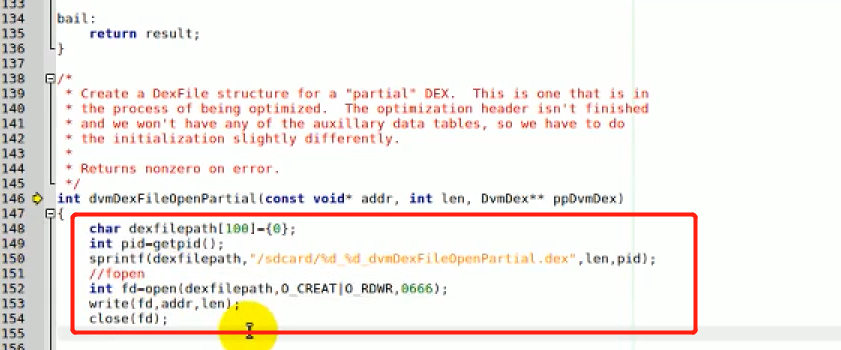 133
134 bail:
135 return result;
136 }
137
138 /*
139 * Create a DexFile structure for a "partial" DEX. This is one that is in
140 * the process of being optimized. The optimization header isn't finished
141 * and we won't have any of the auxillary data tables, so we have to do
142 * the initialization slightly differently.
143 *
144 * Returns nonzero on error.
145 */
146 int dvmDexFileOpenPartial(const void* addr, int len, DvmDex** ppDvmDex)
147 {
148 char dexfilepath[100]={0};
149 int pid=getpid();
150 sprintf(dexfilepath,"/sdcard/%d_%d_dvmDexFileOpenPartial.dex",len,pid);
151 //fopen
152 int fd=open(dexfilepath,O_CREAT|O_RDWR,0666);
153 write(fd,addr,len);
154 close(fd);
155
156